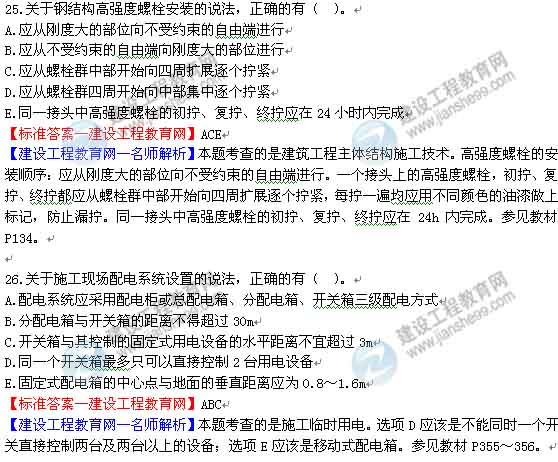 25.关于钢结构高强度螺栓安装的说法，正确的有（　）。
A.应从刚度大的部位向不受约束的自由端进行
B.应从不受约束的自由端向刚度大的部位进行
C.应从螺栓群中部开始向四周扩展逐个拧紧
D.应从螺栓群四周开始向中部集中逐个拧紧
E.同一接头中高强度螺栓的初拧、复拧、终拧应在 24 小时内完成
【标准答案—建设工程教育网】ACE
【建设工程教育网—名师解析】本题考查的是建筑工程主体结构施工技术。高强度螺栓的安
装顺序：应从刚度大的部位向不受约束的自由端进行。一个接头上的高强度螺栓，初拧、复
拧、终拧都应从螺栓群中部开始向四周扩展逐个拧紧，每拧一遍均应用不同颜色的油漆做上
标记，防止漏拧。同一接头中高强度螺栓的初拧、复拧、终拧应在 24h 内完成。参见教材
P134。
26.关于施工现场配电系统设置的说法，正确的有（　）。
A.配电系统应采用配电柜或总配电箱、分配电箱、开关箱三级配电方式
B.分配电箱与开关箱的距离不得超过 30m
C.开关箱与其控制的固定式用电设备的水平距离不宜超过 3m
D.同一个开关箱最多只可以直接控制 2 台用电设备
E.固定式配电箱的中心点与地面的垂直距离应为 0.8～1.6m
【标准答案—建设工程教育网】ABC
【建设工程教育网—名师解析】本题考查的是施工临时用电。选项 D 应该是不能同时一个开
关直接控制两台及两台以上的设备；选项 E 应该是移动式配电箱。参见教材 P355～356。
建设工程教育网
www.jianshe99.com
建设工程教育网
www.jianshe99.com